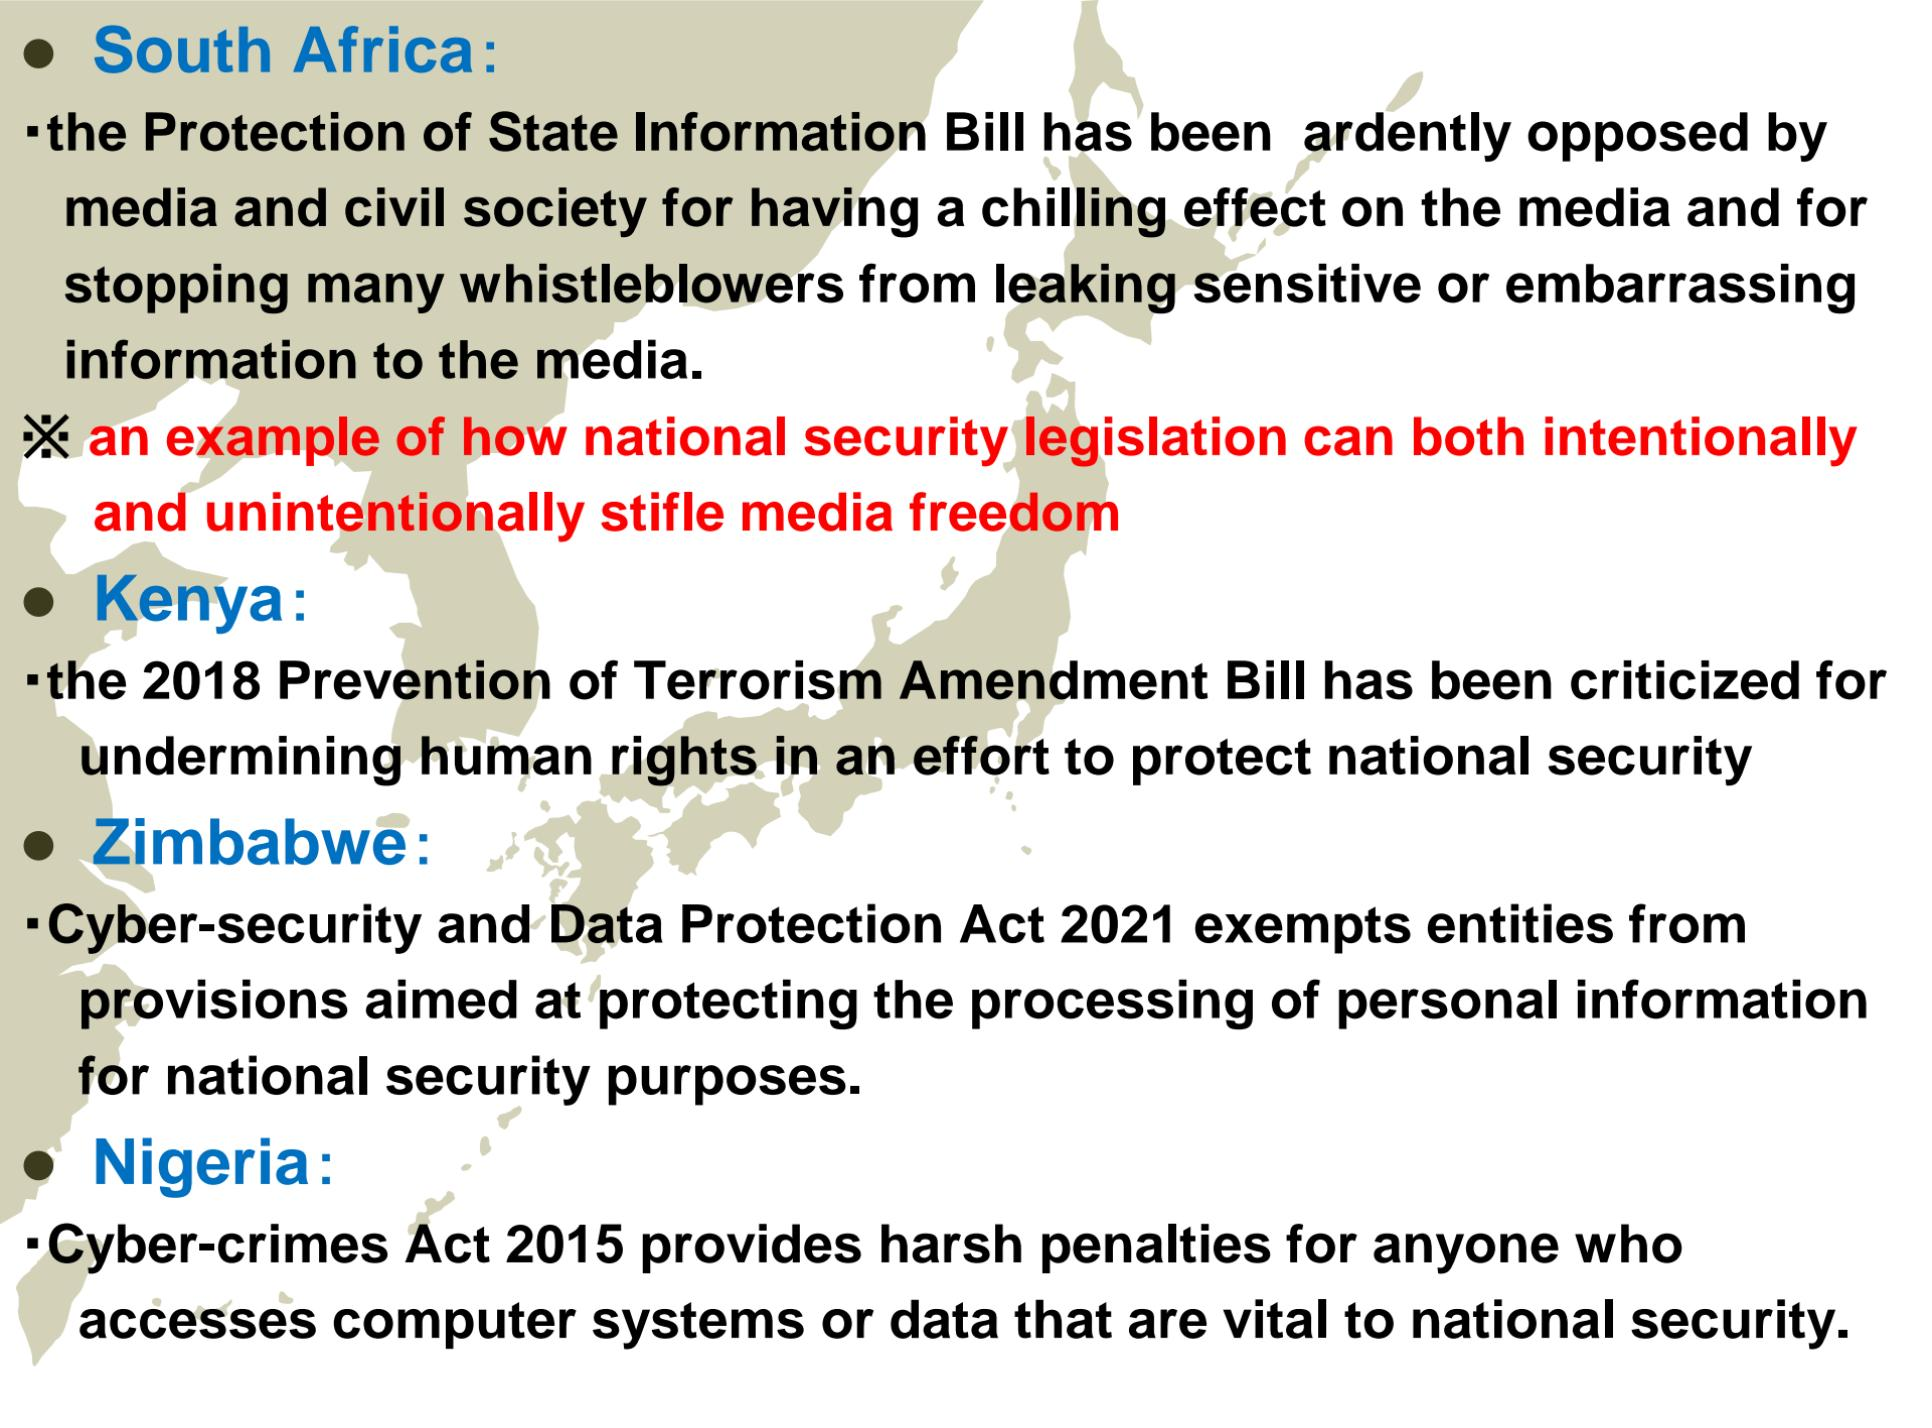 ● South Africa：
・the Protection of State Information Bill has been  ardently opposed by
media and civil society for having a chilling effect on the media and for
stopping many whistleblowers from leaking sensitive or embarrassing
information to the media.
※ an example of how national security legislation can both intentionally
and unintentionally stifle media freedom
● Kenya：
・the 2018 Prevention of Terrorism Amendment Bill has been criticized for
undermining human rights in an effort to protect national security
● Zimbabwe：
・Cyber-security and Data Protection Act 2021 exempts entities from
provisions aimed at protecting the processing of personal information
for national security purposes.
● Nigeria：
・Cyber-crimes Act 2015 provides harsh penalties for anyone who
accesses computer systems or data that are vital to national security.